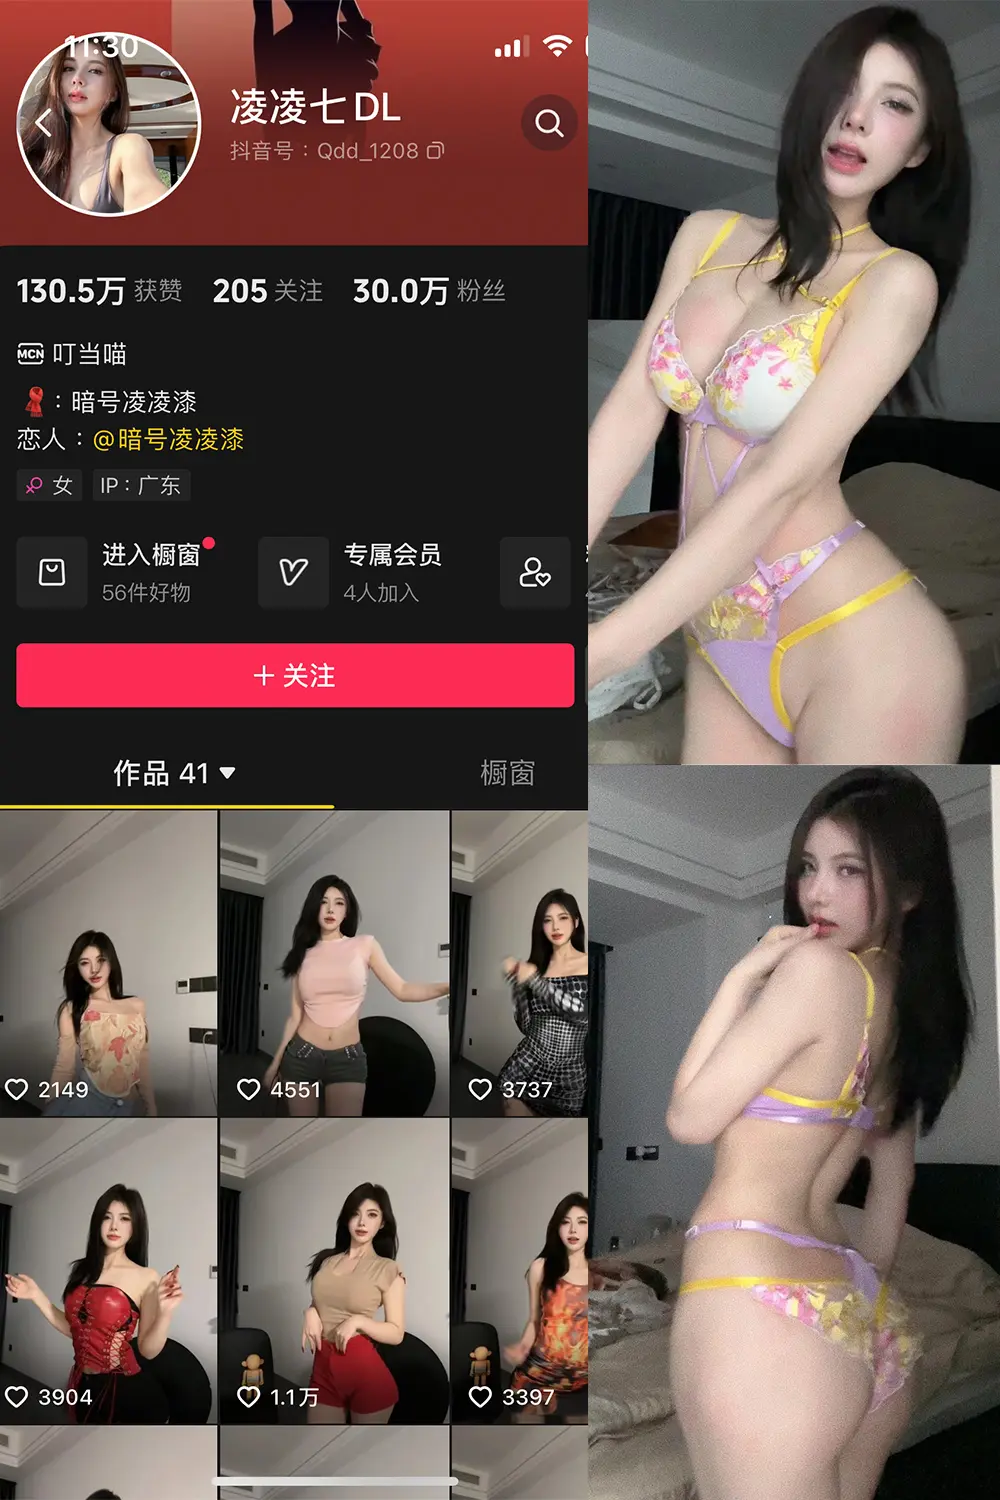 11:30
凌凌七DL
抖音号：Qdd_1208
130.5万 获赞 205 关注 30.0万 粉丝
MCN 叮当喵
：暗号凌凌漆
恋人：@暗号凌凌漆
女 IP：广东
进入橱窗 专属会员
56件好物 4人加入
+ 关注
作品 41 橱窗
2149 4551 3737
3904 1.1万 3397